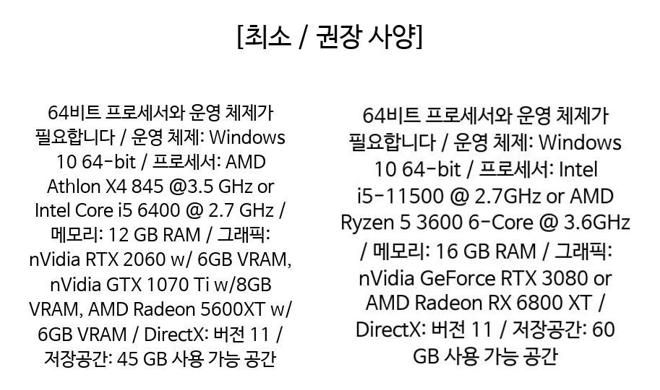 [최소 / 권장 사양]
64비트 프로세서와 운영 체제가
필요합니다 / 운영 체제: Windows
10 64-bit / 프로세서: AMD
Athlon X4 845 @3.5 GHz or
Intel Core i5 6400 @ 2.7 GHz /
메모리: 12 GB RAM / 그래픽:
nVidia RTX 2060 w/ 6GB VRAM,
nVidia GTX 1070 Ti w/8GB
VRAM, AMD Radeon 5600XT w/
6GB VRAM / DirectX: 버전 11 /
저장공간: 45 GB 사용 가능 공간
64비트 프로세서와 운영 체제가
필요합니다 / 운영 체제: Windows
10 64-bit / 프로세서: Intel
i5-11500 @ 2.7GHz or AMD
Ryzen 5 3600 6-Core @ 3.6GHz
/ 메모리: 16 GB RAM / 그래픽:
nVidia GeForce RTX 3080 or
AMD Radeon RX 6800 XT /
DirectX: 버전 11 / 저장공간: 60
GB 사용 가능 공간